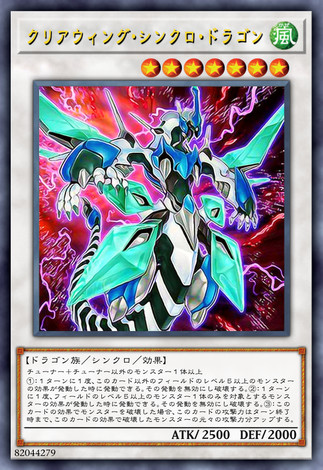 クリアウィング・シンクロ・ドラゴン 風
【ドラゴン族／シンクロ／効果】
チューナー＋チューナー以外のモンスター１体以上
①：１ターンに１度、このカード以外のフィールドのレベル５以上のモンスター
の効果が発動した時に発動できる。その発動を無効にし破壊する。②：１ターン
に１度、フィールドのレベル５以上のモンスター１体のみを対象とするモンス
ターの効果が発動した時に発動できる。その発動を無効にし破壊する。③：こ
のカードの効果でモンスターを破壊した場合、このカードの攻撃力はターン終了
時まで、このカードの効果で破壊したモンスターの元々の攻撃力分アップする。
ATK/ 2500 DEF/ 2000
82044279